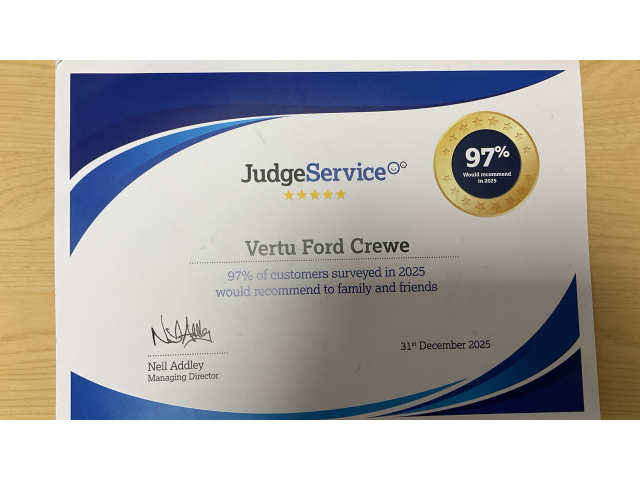 JudgeService
97%
Would recommend
in 2025
Vertu Ford Crewe
97% of customers surveyed in 2025
would recommend to family and friends
31st December 2025
Neil Addley
Managing Director